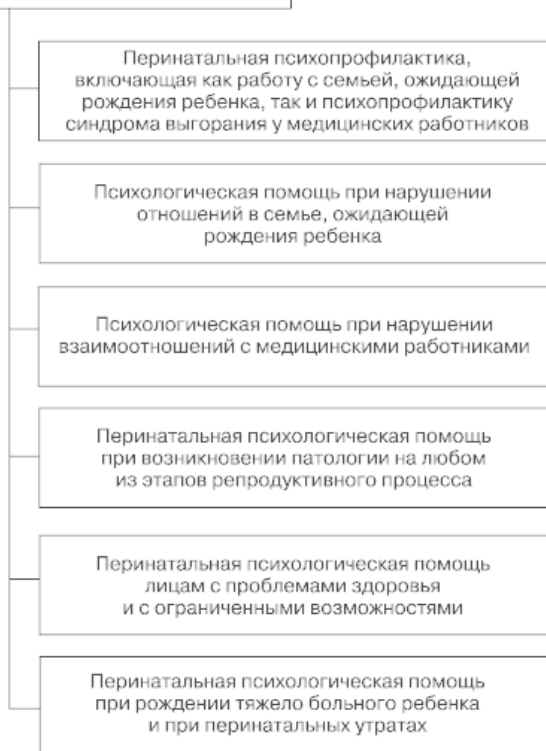 Перинатальная психопрофилактика,
включающая как работу с семьей, ожидающей
рождения ребенка, так и психопрофилактику
синдрома выгорания у медицинских работников
Психологическая помощь при нарушении
отношений в семье, ожидающей
рождения ребенка
Психологическая помощь при нарушении
взаимоотношений с медицинскими работниками
Перинатальная психологическая помощь
при возникновении патологии на любом
из этапов репродуктивного процесса
Перинатальная психологическая помощь
лицам с проблемами здоровья
и с ограниченными возможностями
Перинатальная психологическая помощь
при рождении тяжело больного ребенка
и при перинатальных утратах